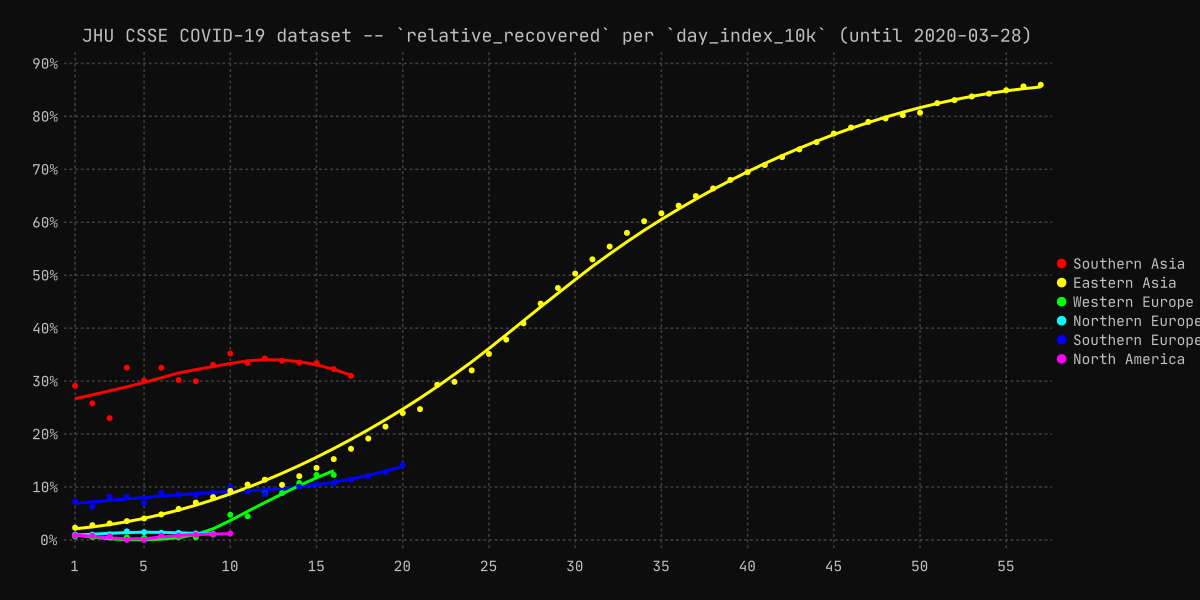 JHU CSSE COVID-19 dataset -- `relative_recovered` per `day_index_10k` (until 2020-03-28)
90%
80%
70%
60%
50%
40%
30%
20%
10%
0%
1 5 10 15 20 25 30 35 40 45 50 55
Southern Asia
Eastern Asia
Western Europe
Northern Europe
Southern Europe
North America